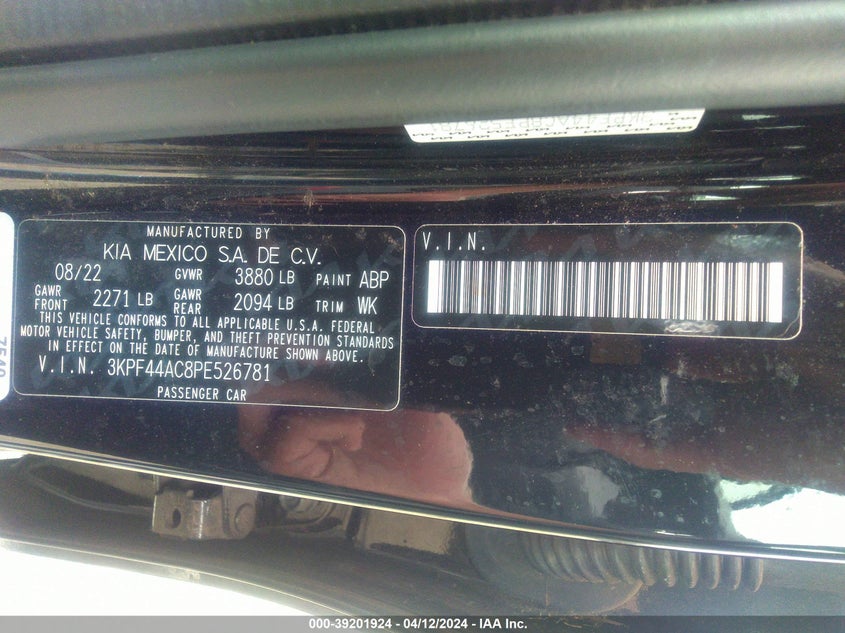 MANUFACTURED BY
KIA MEXICO S.A. DE C.V.
08/22 GVWR 3880 LB PAINT ABP
GAWR FRONT 2271 LB GAWR REAR 2094 LB TRIM WK
THIS VEHICLE CONFORMS TO ALL APPLICABLE U.S.A. FEDERAL
MOTOR VEHICLE SAFETY, BUMPER, AND THEFT PREVENTION STANDARDS
IN EFFECT ON THE DATE OF MANUFACTURE SHOWN ABOVE.
V.I.N. 3KPF44AC8PE526781
PASSENGER CAR
V.I.N.
000-39201924 - 04/12/2024 - IAA Inc.